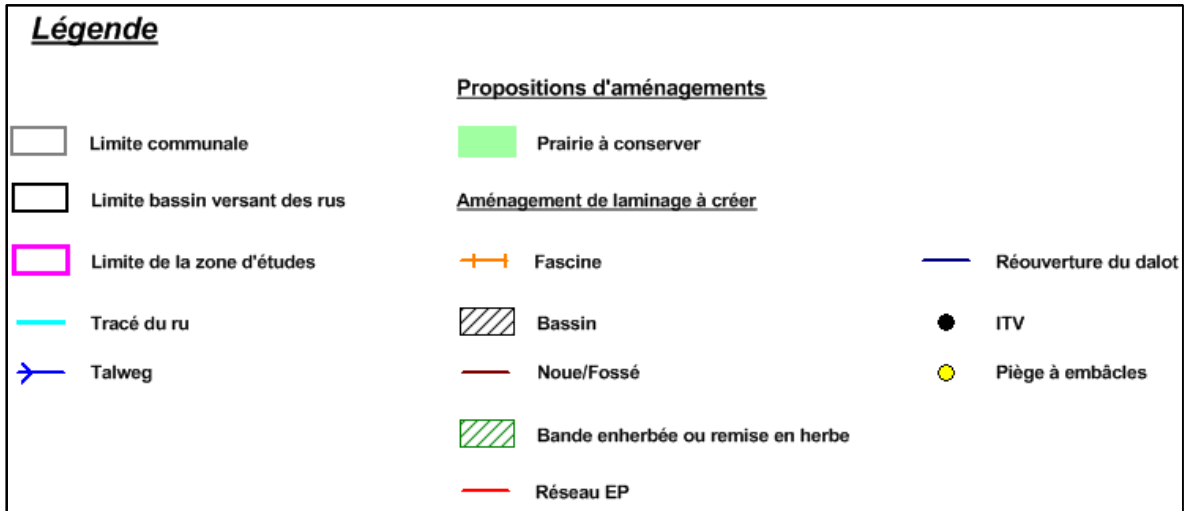 Légende
Propositions d'aménagements
Limite communale
Prairie à conserver
Limite bassin versant des rus
Aménagement de laminage à créer
Limite de la zone d'études
Fascine
Réouverture du dalot
Tracé du ru
Bassin
ITV
Talweg
Noue/Fossé
Piège à embâcles
Bande enherbée ou remise en herbe
Réseau EP